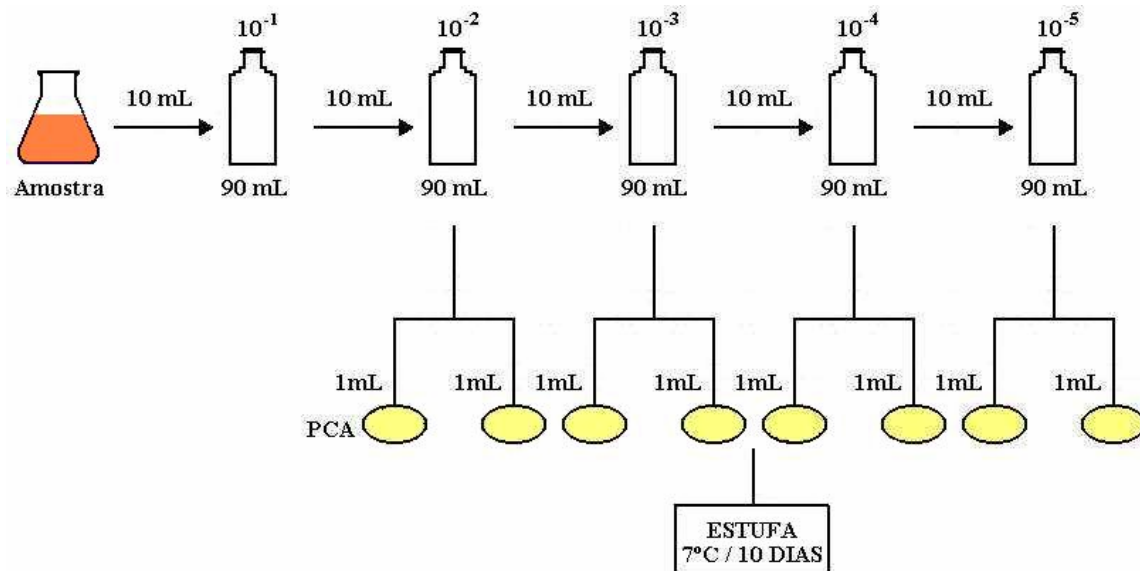 10-1 10-2 10-3 10-4 10-5
10 mL 10 mL 10 mL 10 mL 10 mL
Amostra 90 mL 90 mL 90 mL 90 mL 90 mL
1mL 1mL 1mL 1mL 1mL 1mL 1mL 1mL
PCA
ESTUFA
7ºC / 10 DIAS